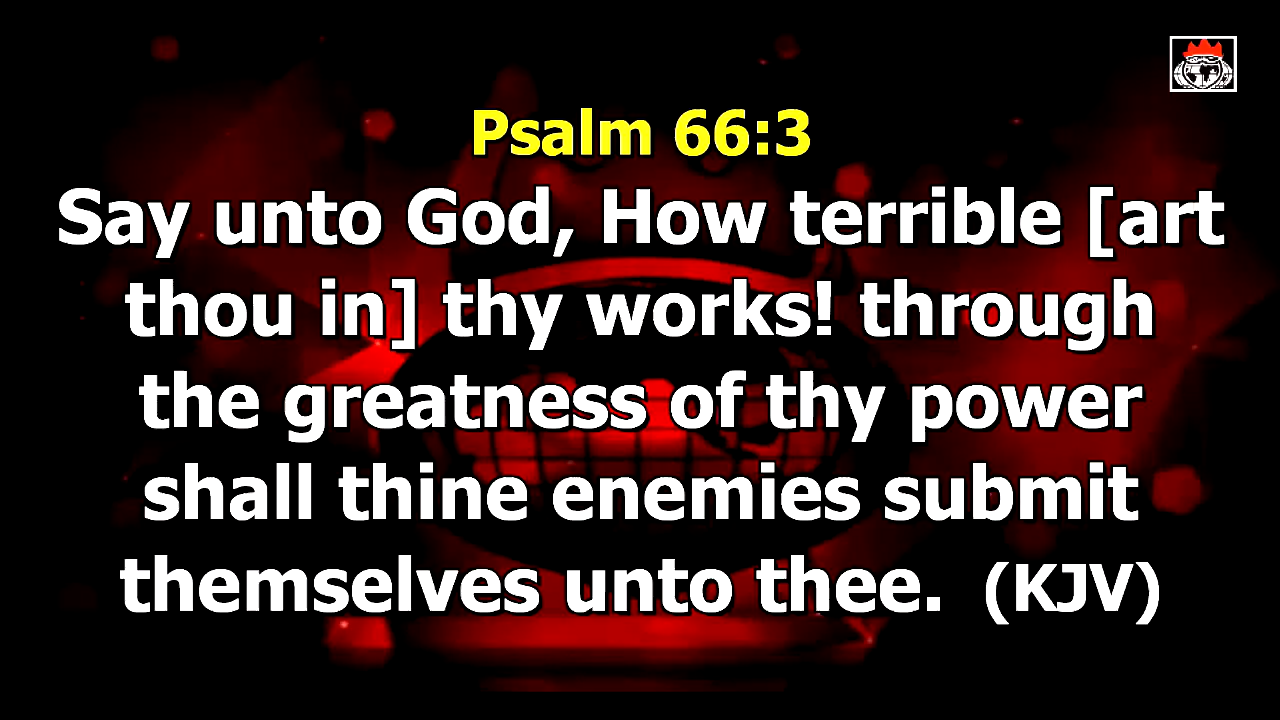 Psalm 66:3
Say unto God, How terrible [art
thou in] thy works! through
the greatness of thy power
shall thine enemies submit
themselves unto thee. (KJV)